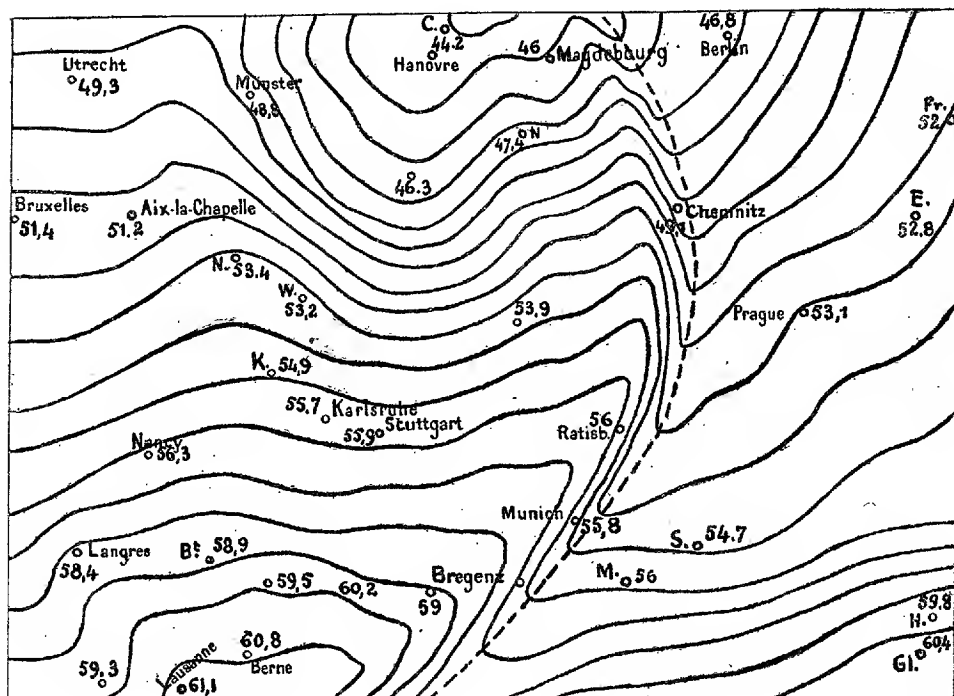 C.
44.2
Hanovre
46
Magdebourg
46,8
Berlin
Utrecht
49,3
Münster
48,8
Fr.
52
47,4
N
46.3
Bruxelles
51,4
Aix-la-Chapelle
51.2
Chemnitz
E.
52.8
N.
53.4
W.
53,2
53,9
Prague
53,1
K.
54,9
55.7
Karlsruhe
Stuttgart
55,9
56
Ratisb.
Nancy
56,3
Munich
55,8
S.
54.7
Langres
58,4
Bt
58,9
59,5
60,2
Bregenz
59
M.
56
59.8
H.
60,4
Gl.
60,8
Berne
Lausanne
61,1
59.3